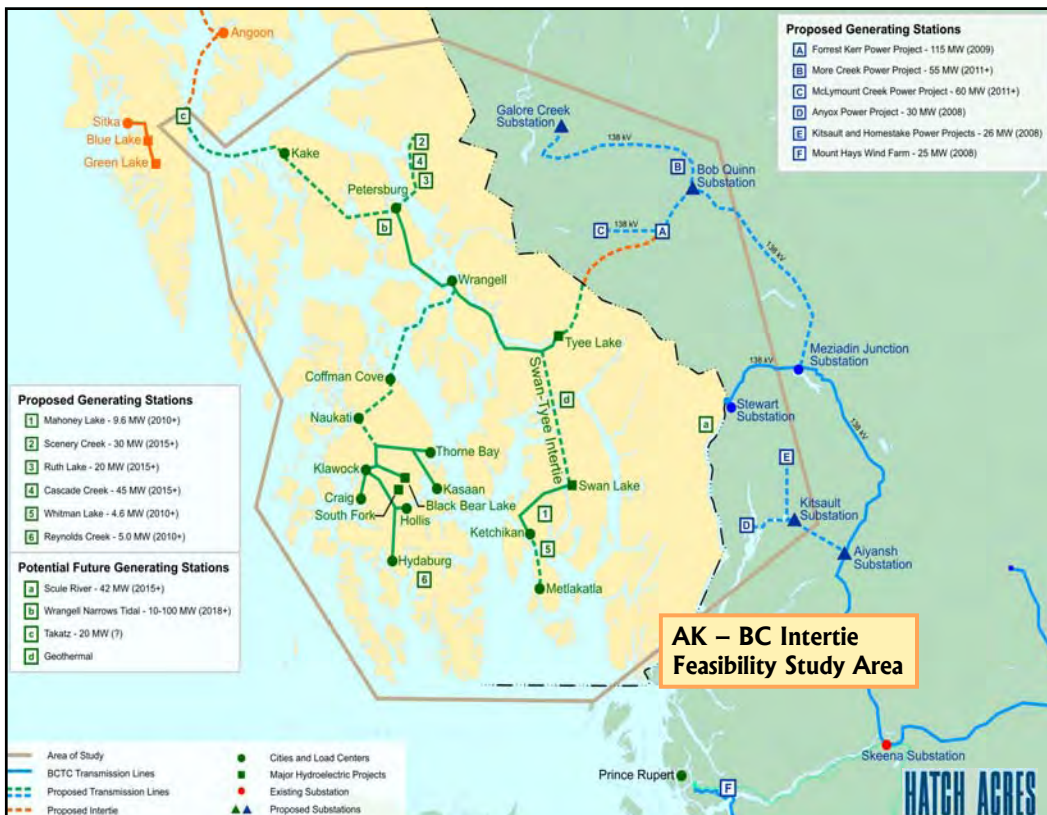 Angoon
Sitka
Blue Lake
Green Lake
c
Kake
2
4
3
Petersburg
b
Wrangell
Tyee Lake
Coffman Cove
Swan-Tyee Intertie
d
Naukati
Thorne Bay
Klawock
Kasaan
Craig
Black Bear Lake
South Fork
Hollis
Swan Lake
1
Ketchikan
5
Hydaburg
6
Metlakatla
Galore Creek
Substation
138 kV
B
Bob Quinn
Substation
C
138 kV
A
138 kV
Meziadin Junction
Substation
138 kV
Stewart
Substation
a
138 kV
E
Kitsault
Substation
D
Aiyansh
Substation
Skeena Substation
Prince Rupert
F
Proposed Generating Stations
A Forrest Kerr Power Project - 115 MW (2009)
B More Creek Power Project - 55 MW (2011+)
C McLymount Creek Power Project - 60 MW (2011+)
D Anyox Power Project - 30 MW (2008)
E Kitsault and Homestake Power Projects - 26 MW (2008)
F Mount Hays Wind Farm - 25 MW (2008)
Proposed Generating Stations
1 Mahoney Lake - 9.6 MW (2010+)
2 Scenery Creek - 30 MW (2015+)
3 Ruth Lake - 20 MW (2015+)
4 Cascade Creek - 45 MW (2015+)
5 Whitman Lake - 4.6 MW (2010+)
6 Reynolds Creek - 5.0 MW (2010+)
Potential Future Generating Stations
a Scule River - 42 MW (2015+)
b Wrangell Narrows Tidal - 10-100 MW (2018+)
c Takatz - 20 MW (?)
d Geothermal
AK – BC Intertie
Feasibility Study Area
Area of Study
BCTC Transmission Lines
Proposed Transmission Lines
Proposed Intertie
Cities and Load Centers
Major Hydroelectric Projects
Existing Substation
Proposed Substations
HATCH ACRES